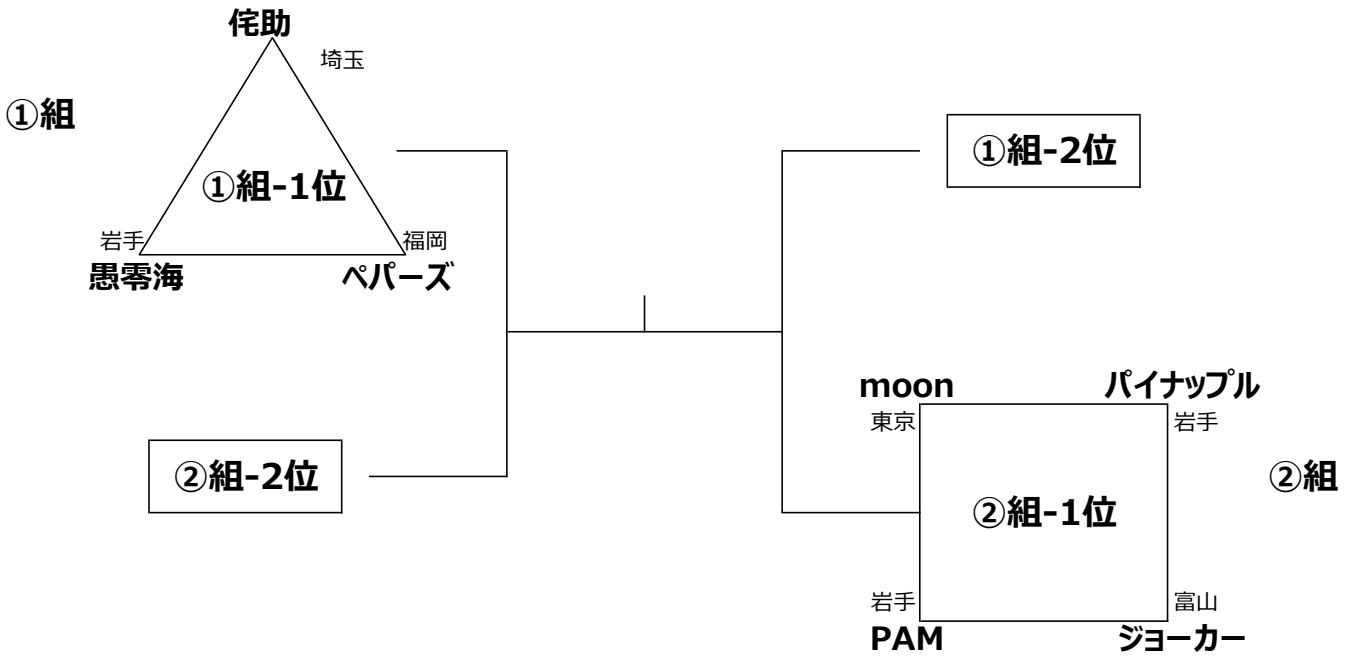 侘助
埼玉
①組
①組-1位
岩手
福岡
愚零海
ペパーズ
①組-2位
②組-2位
moon
パイナップル
東京
岩手
②組
②組-1位
岩手
富山
PAM
ジョーカー